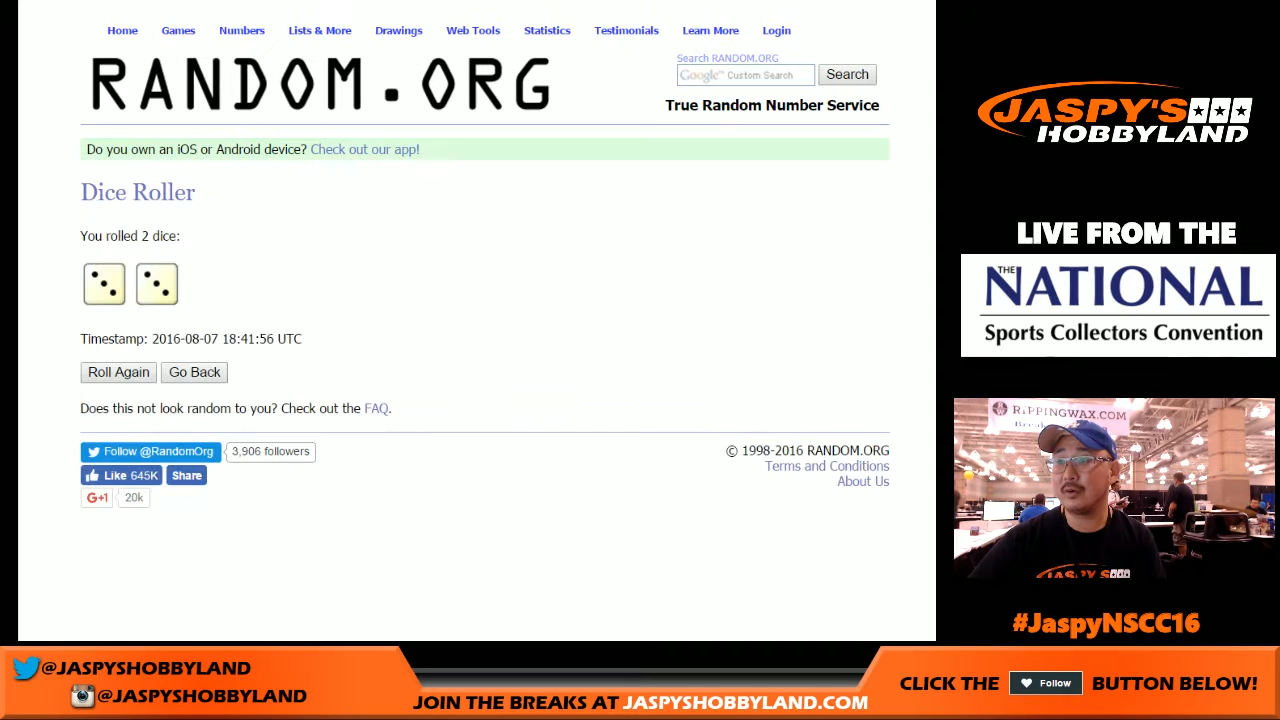 Home Games Numbers Lists & More Drawings Web Tools Statistics Testimonials Learn More Login
RANDOM.ORG
Search RANDOM.ORG
Google™ Custom Search
Search
True Random Number Service
Do you own an iOS or Android device? Check out our app!
Dice Roller
You rolled 2 dice:
Timestamp: 2016-08-07 18:41:56 UTC
Roll Again Go Back
Does this not look random to you? Check out the FAQ.
Follow @RandomOrg 3,906 followers
Like 645K Share
G+1 20k
© 1998-2016 RANDOM.ORG
Terms and Conditions
About Us
JASPY'S
HOBBYLAND
LIVE FROM THE
THE NATIONAL
Sports Collectors Convention
RIPPINGWAX.COM
JASPY'S
#JaspyNSCC16
@JASPYSHOBBYLAND
@JASPYSHOBBYLAND
JOIN THE BREAKS AT JASPYSHOBBYLAND.COM
CLICK THE Follow BUTTON BELOW!